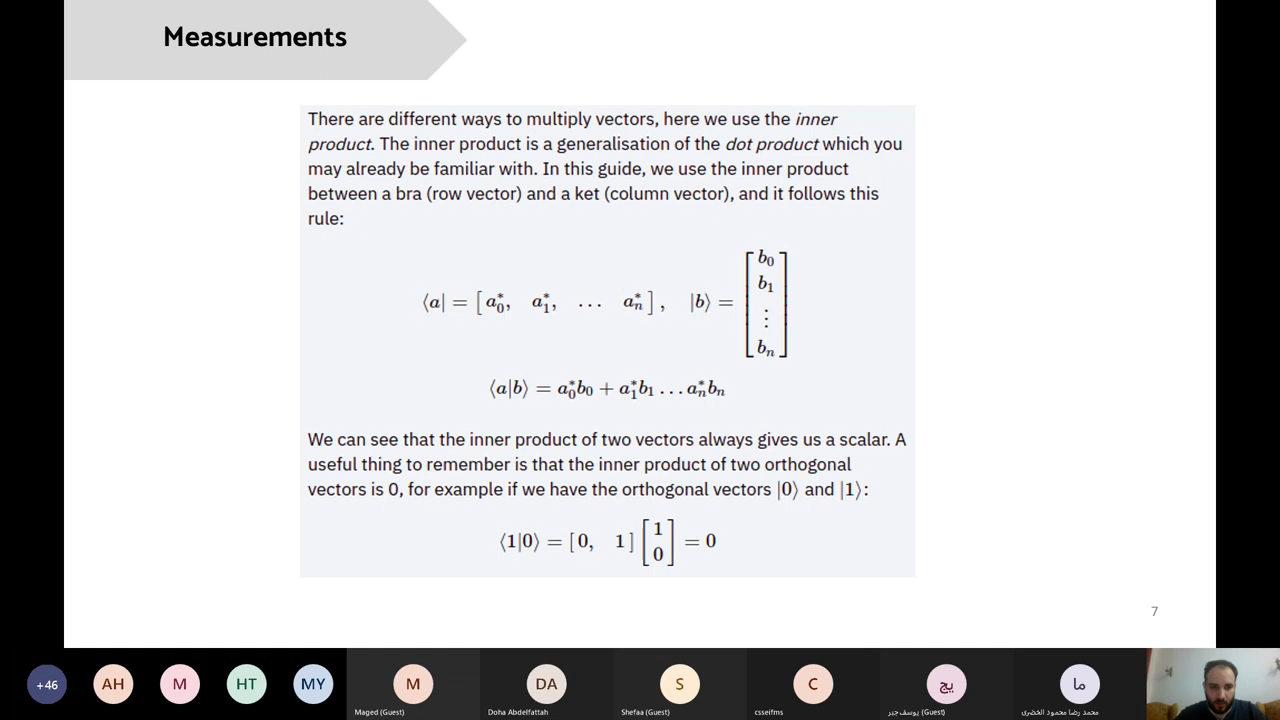 Measurements
There are different ways to multiply vectors, here we use the inner
product. The inner product is a generalisation of the dot product which you
may already be familiar with. In this guide, we use the inner product
between a bra (row vector) and a ket (column vector), and it follows this
rule:
⟨a| = [a₀*, a₁*, … aₙ*], |b⟩ = [b₀ b₁ ⋮ bₙ]
⟨a|b⟩ = a₀*b₀ + a₁*b₁ … aₙ*bₙ
We can see that the inner product of two vectors always gives us a scalar. A
useful thing to remember is that the inner product of two orthogonal
vectors is 0, for example if we have the orthogonal vectors |0⟩ and |1⟩:
⟨1|0⟩ = [0, 1] [1 0] = 0
7
+46 AH M HT MY M DA S C يج ما
Maged (Guest) Doha Abdelfattah Shefaa (Guest) csseifms يوسف جبر (Guest) محمد رضا محمود الخضرى